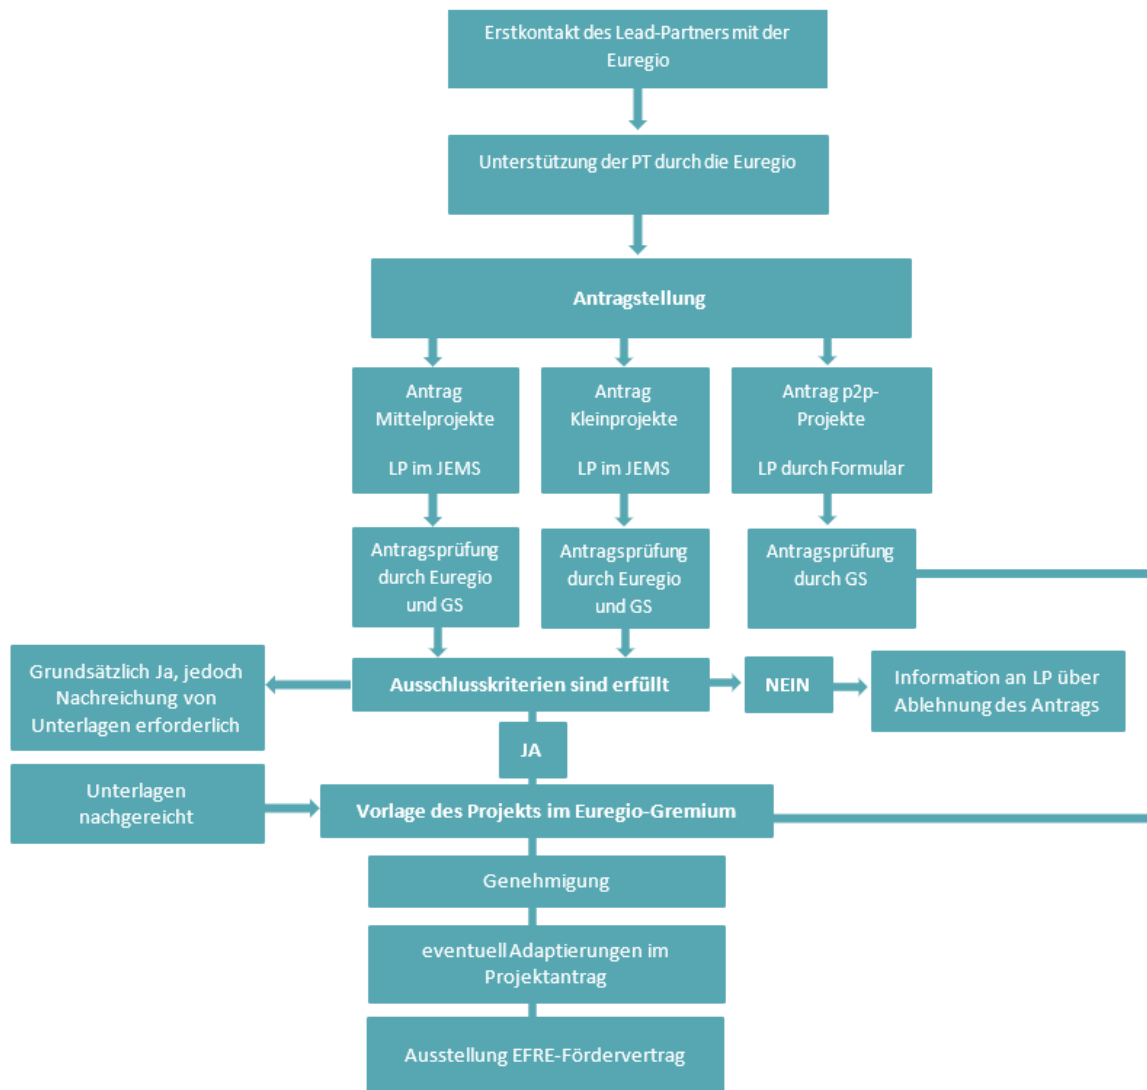 Erstkontakt des Lead-Partners mit der
Euregio
Unterstützung der PT durch die Euregio
Antragstellung
Antrag
Mittelprojekte
LP im JEMS
Antrag
Kleinprojekte
LP im JEMS
Antrag p2p-
Projekte
LP durch Formular
Antragsprüfung
durch Euregio
und GS
Antragsprüfung
durch Euregio
und GS
Antragsprüfung
durch GS
Grundsätzlich Ja, jedoch
Nachreichung von
Unterlagen erforderlich
Ausschlusskriterien sind erfüllt
NEIN
Information an LP über
Ablehnung des Antrags
JA
Unterlagen
nachgereicht
Vorlage des Projekts im Euregio-Gremium
Genehmigung
eventuell Adaptierungen im
Projektantrag
Ausstellung EFRE-Fördervertrag